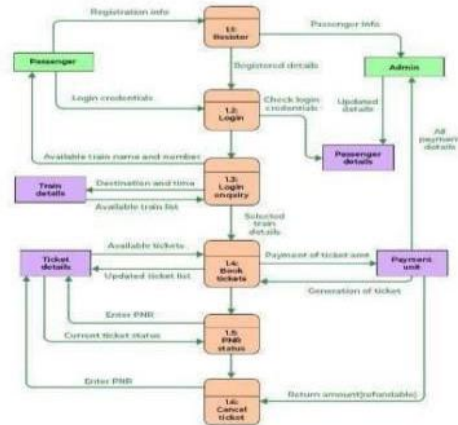 Registration info
1.1:
Resister
Passenger info
Passenger
Admin
Registered details
Login credentials
1.2:
Login
Check login
credentials
Updated
details
All
payment
details
Available train name and number
Passenger
details
1.3:
Login
enquiry
Train
details
Destination and time
Available train list
Selected
train
details
Ticket
details
Available tickets
Updated ticket list
1.4:
Book
tickets
Payment of ticket amt
Payment
unit
Generation of ticket
Enter PNR
Current ticket status
1.5:
PNR
status
Enter PNR
1.6:
Cancel
ticket
Return amount(refundable)